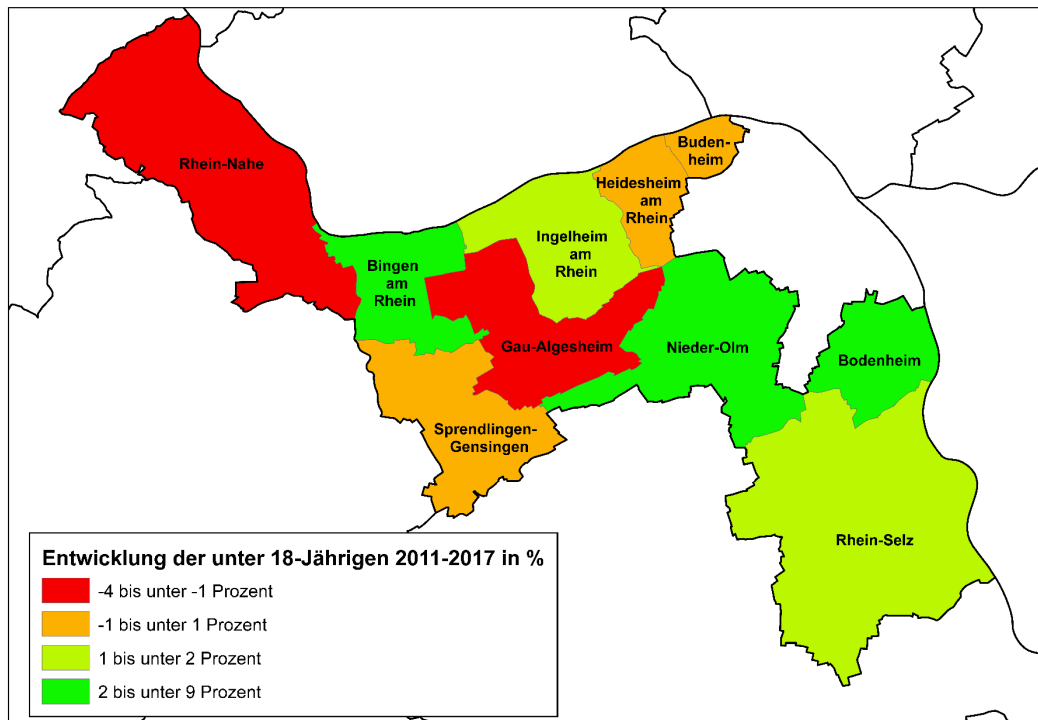 Buden-
heim
Rhein-Nahe
Heidesheim
am
Rhein
Ingelheim
am
Rhein
Bingen
am
Rhein
Gau-Algesheim
Nieder-Olm
Bodenheim
Sprendlingen-
Gensingen
Rhein-Selz
Entwicklung der unter 18-Jährigen 2011-2017 in %
-4 bis unter -1 Prozent
-1 bis unter 1 Prozent
1 bis unter 2 Prozent
2 bis unter 9 Prozent